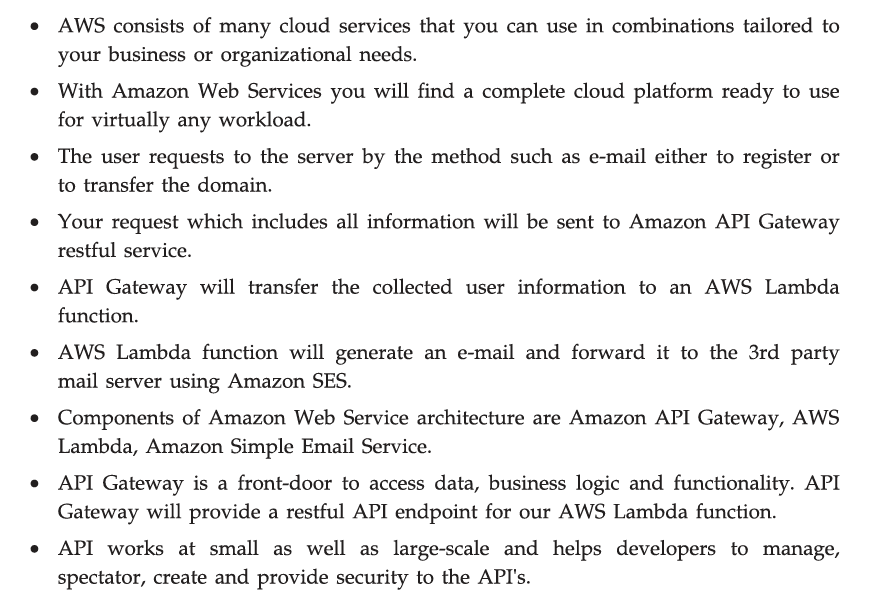 • AWS consists of many cloud services that you can use in combinations tailored to
your business or organizational needs.
• With Amazon Web Services you will find a complete cloud platform ready to use
for virtually any workload.
• The user requests to the server by the method such as e-mail either to register or
to transfer the domain.
• Your request which includes all information will be sent to Amazon API Gateway
restful service.
• API Gateway will transfer the collected user information to an AWS Lambda
function.
• AWS Lambda function will generate an e-mail and forward it to the 3rd party
mail server using Amazon SES.
• Components of Amazon Web Service architecture are Amazon API Gateway, AWS
Lambda, Amazon Simple Email Service.
• API Gateway is a front-door to access data, business logic and functionality. API
Gateway will provide a restful API endpoint for our AWS Lambda function.
• API works at small as well as large-scale and helps developers to manage,
spectator, create and provide security to the API's.